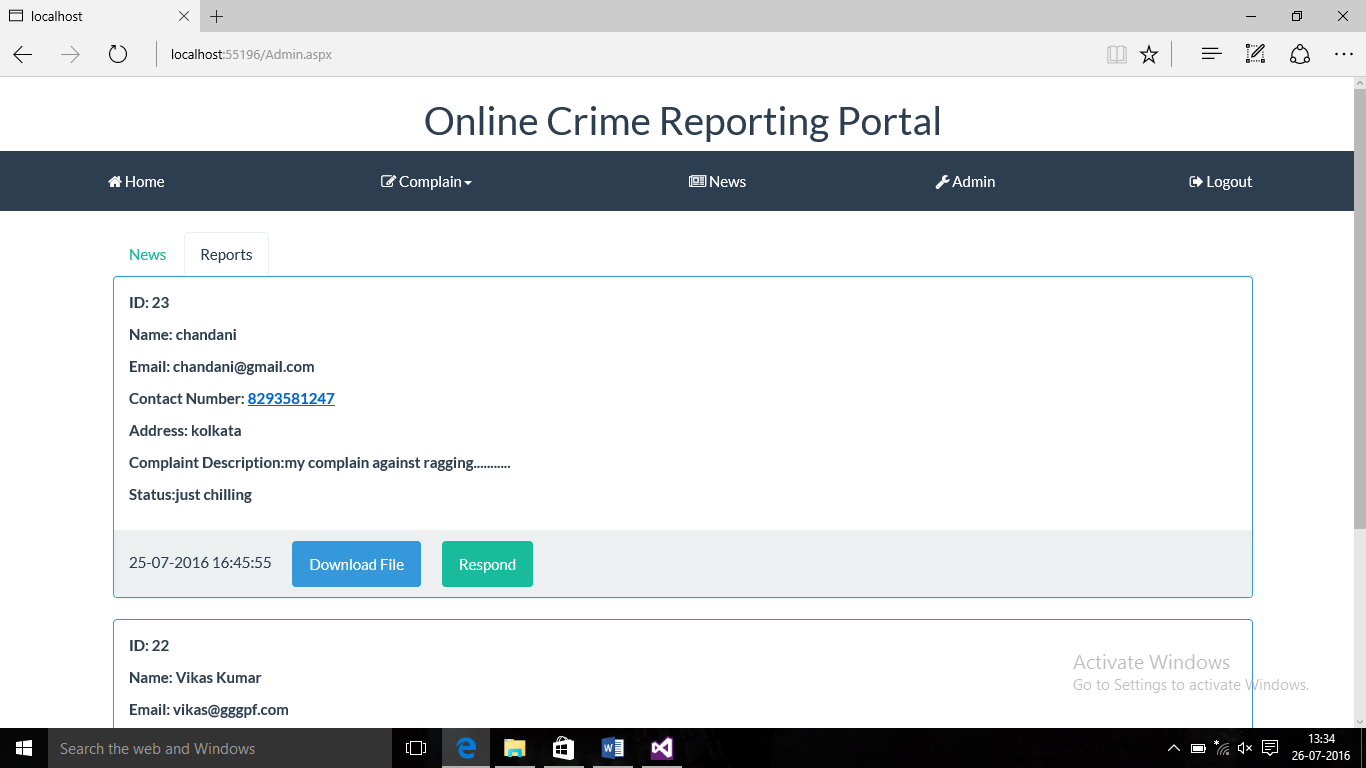 localhost
localhost:55196/Admin.aspx
Online Crime Reporting Portal
Home Complain News Admin Logout
News Reports
ID: 23
Name: chandani
Email: chandani@gmail.com
Contact Number: 8293581247
Address: kolkata
Complaint Description:my complain against ragging...........
Status:just chilling
25-07-2016 16:45:55 Download File Respond
ID: 22
Name: Vikas Kumar
Email: vikas@gggpf.com
Activate Windows
Go to Settings to activate Windows.
Search the web and Windows
13:34
26-07-2016